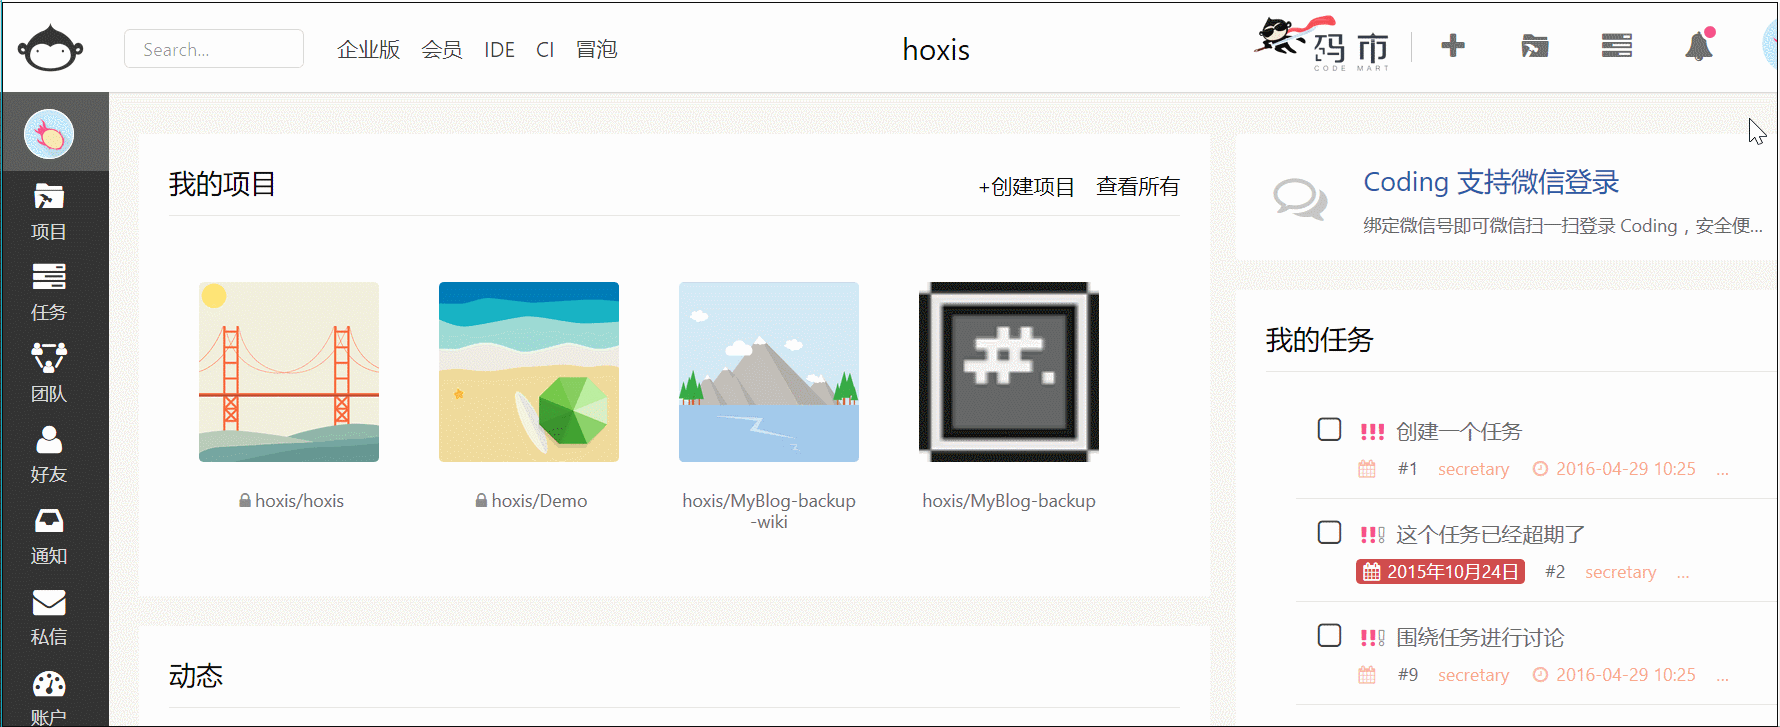 Search...
企业版 会员 IDE CI 冒泡
hoxis
码市
CODE MART
项目
任务
团队
好友
通知
私信
账户
我的项目
+创建项目 查看所有
hoxis/hoxis
hoxis/Demo
hoxis/MyBlog-backup
-wiki
hoxis/MyBlog-backup
动态
Coding 支持微信登录
绑定微信号即可微信扫一扫登录 Coding，安全便...
我的任务
!!! 创建一个任务
#1 secretary 2016-04-29 10:25 ...
!!! 这个任务已经超期了
2015年10月24日 #2 secretary ...
!!! 围绕任务进行讨论
#9 secretary 2016-04-29 10:25 ...